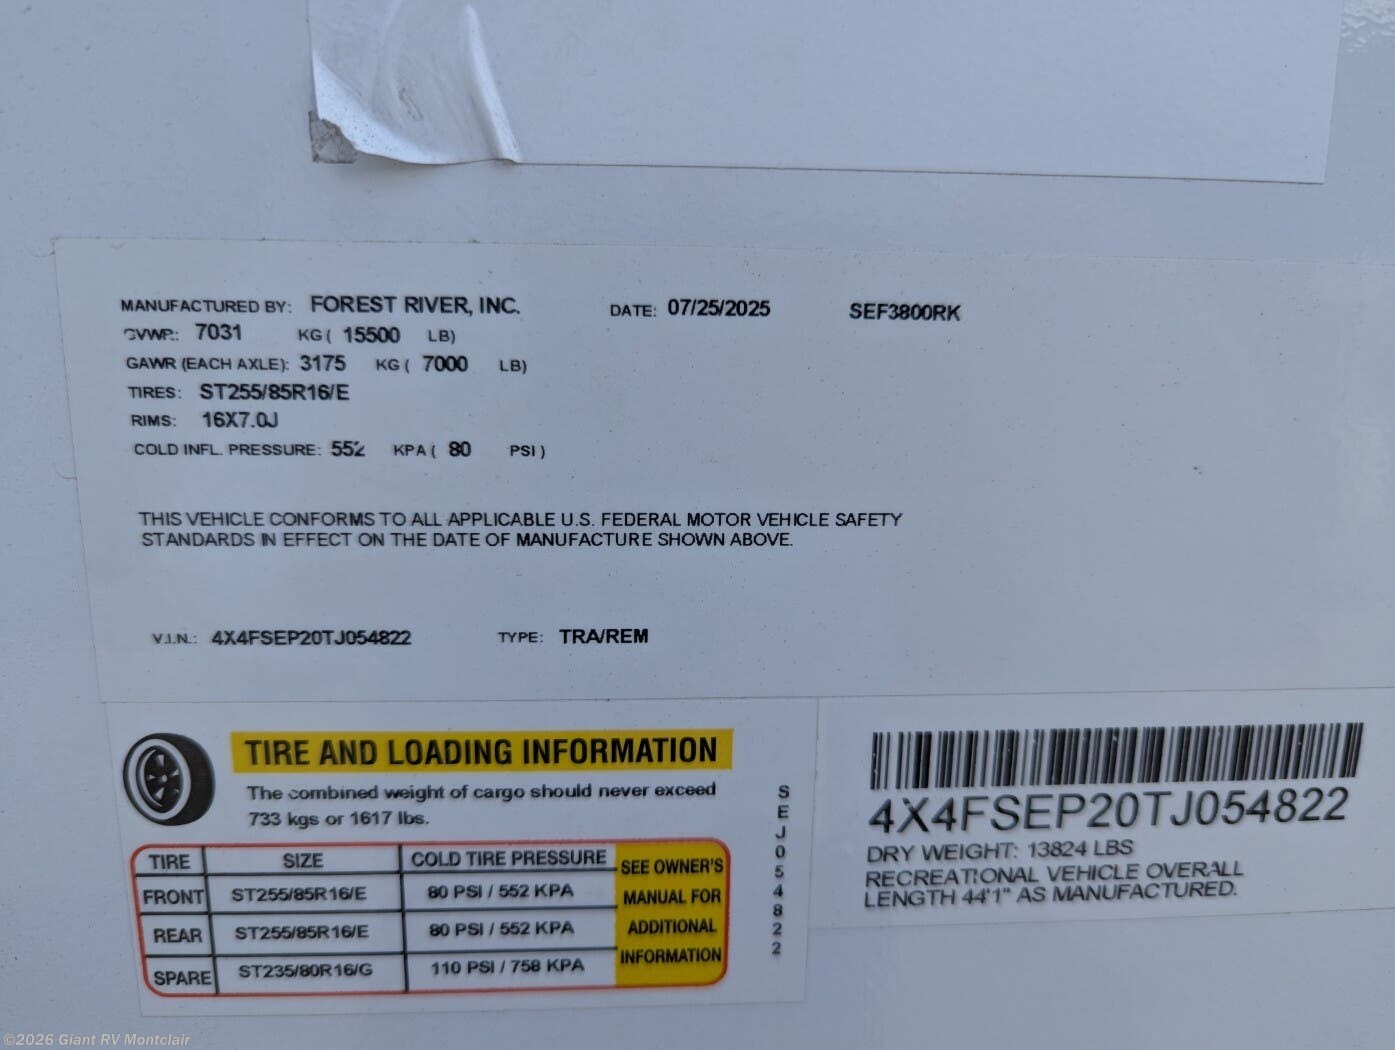 MANUFACTURED BY: FOREST RIVER, INC. DATE: 07/25/2025 SEF3800RK
GVWR: 7031 KG ( 15500 LB)
GAWR (EACH AXLE): 3175 KG ( 7000 LB)
TIRES: ST255/85R16/E
RIMS: 16X7.0J
COLD INFL. PRESSURE: 552 KPA ( 80 PSI )
THIS VEHICLE CONFORMS TO ALL APPLICABLE U.S. FEDERAL MOTOR VEHICLE SAFETY
STANDARDS IN EFFECT ON THE DATE OF MANUFACTURE SHOWN ABOVE.
V.I.N.: 4X4FSEP20TJ054822 TYPE: TRA/REM
TIRE AND LOADING INFORMATION
The combined weight of cargo should never exceed
733 kgs or 1617 lbs.
TIRE SIZE COLD TIRE PRESSURE
FRONT ST255/85R16/E 80 PSI / 552 KPA
REAR ST255/85R16/E 80 PSI / 552 KPA
SPARE ST235/80R16/G 110 PSI / 758 KPA
SEE OWNER'S
MANUAL FOR
ADDITIONAL
INFORMATION
SEJ054822
4X4FSEP20TJ054822
DRY WEIGHT: 13824 LBS
RECREATIONAL VEHICLE OVERALL
LENGTH 44'1" AS MANUFACTURED.
©2026 Giant RV Montclair